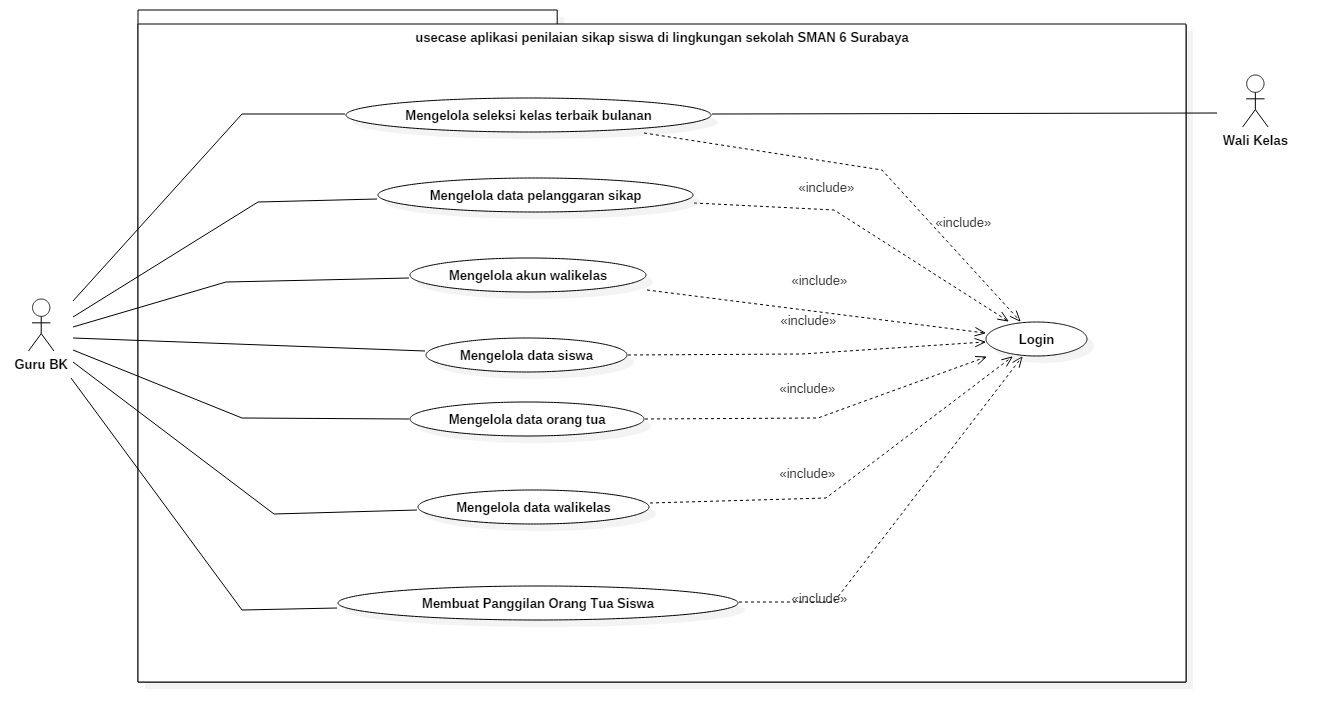 usecase aplikasi penilaian sikap siswa di lingkungan sekolah SMAN 6 Surabaya
Mengelola seleksi kelas terbaik bulanan
Wali Kelas
Mengelola data pelanggaran sikap
«include»
«include»
Mengelola akun walikelas
«include»
«include»
Guru BK
Mengelola data siswa
Login
«include»
Mengelola data orang tua
«include»
Mengelola data walikelas
Membuat Panggilan Orang Tua Siswa
«include»